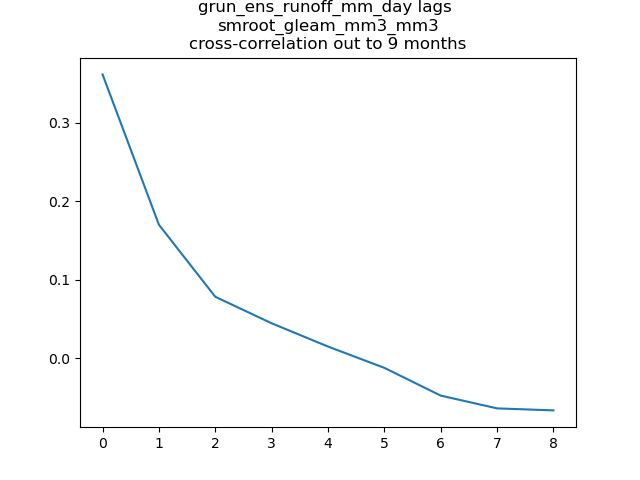 grun_ens_runoff_mm_day lags
smroot_gleam_mm3_mm3
cross-correlation out to 9 months
0.3
0.2
0.1
0.0
0 1 2 3 4 5 6 7 8